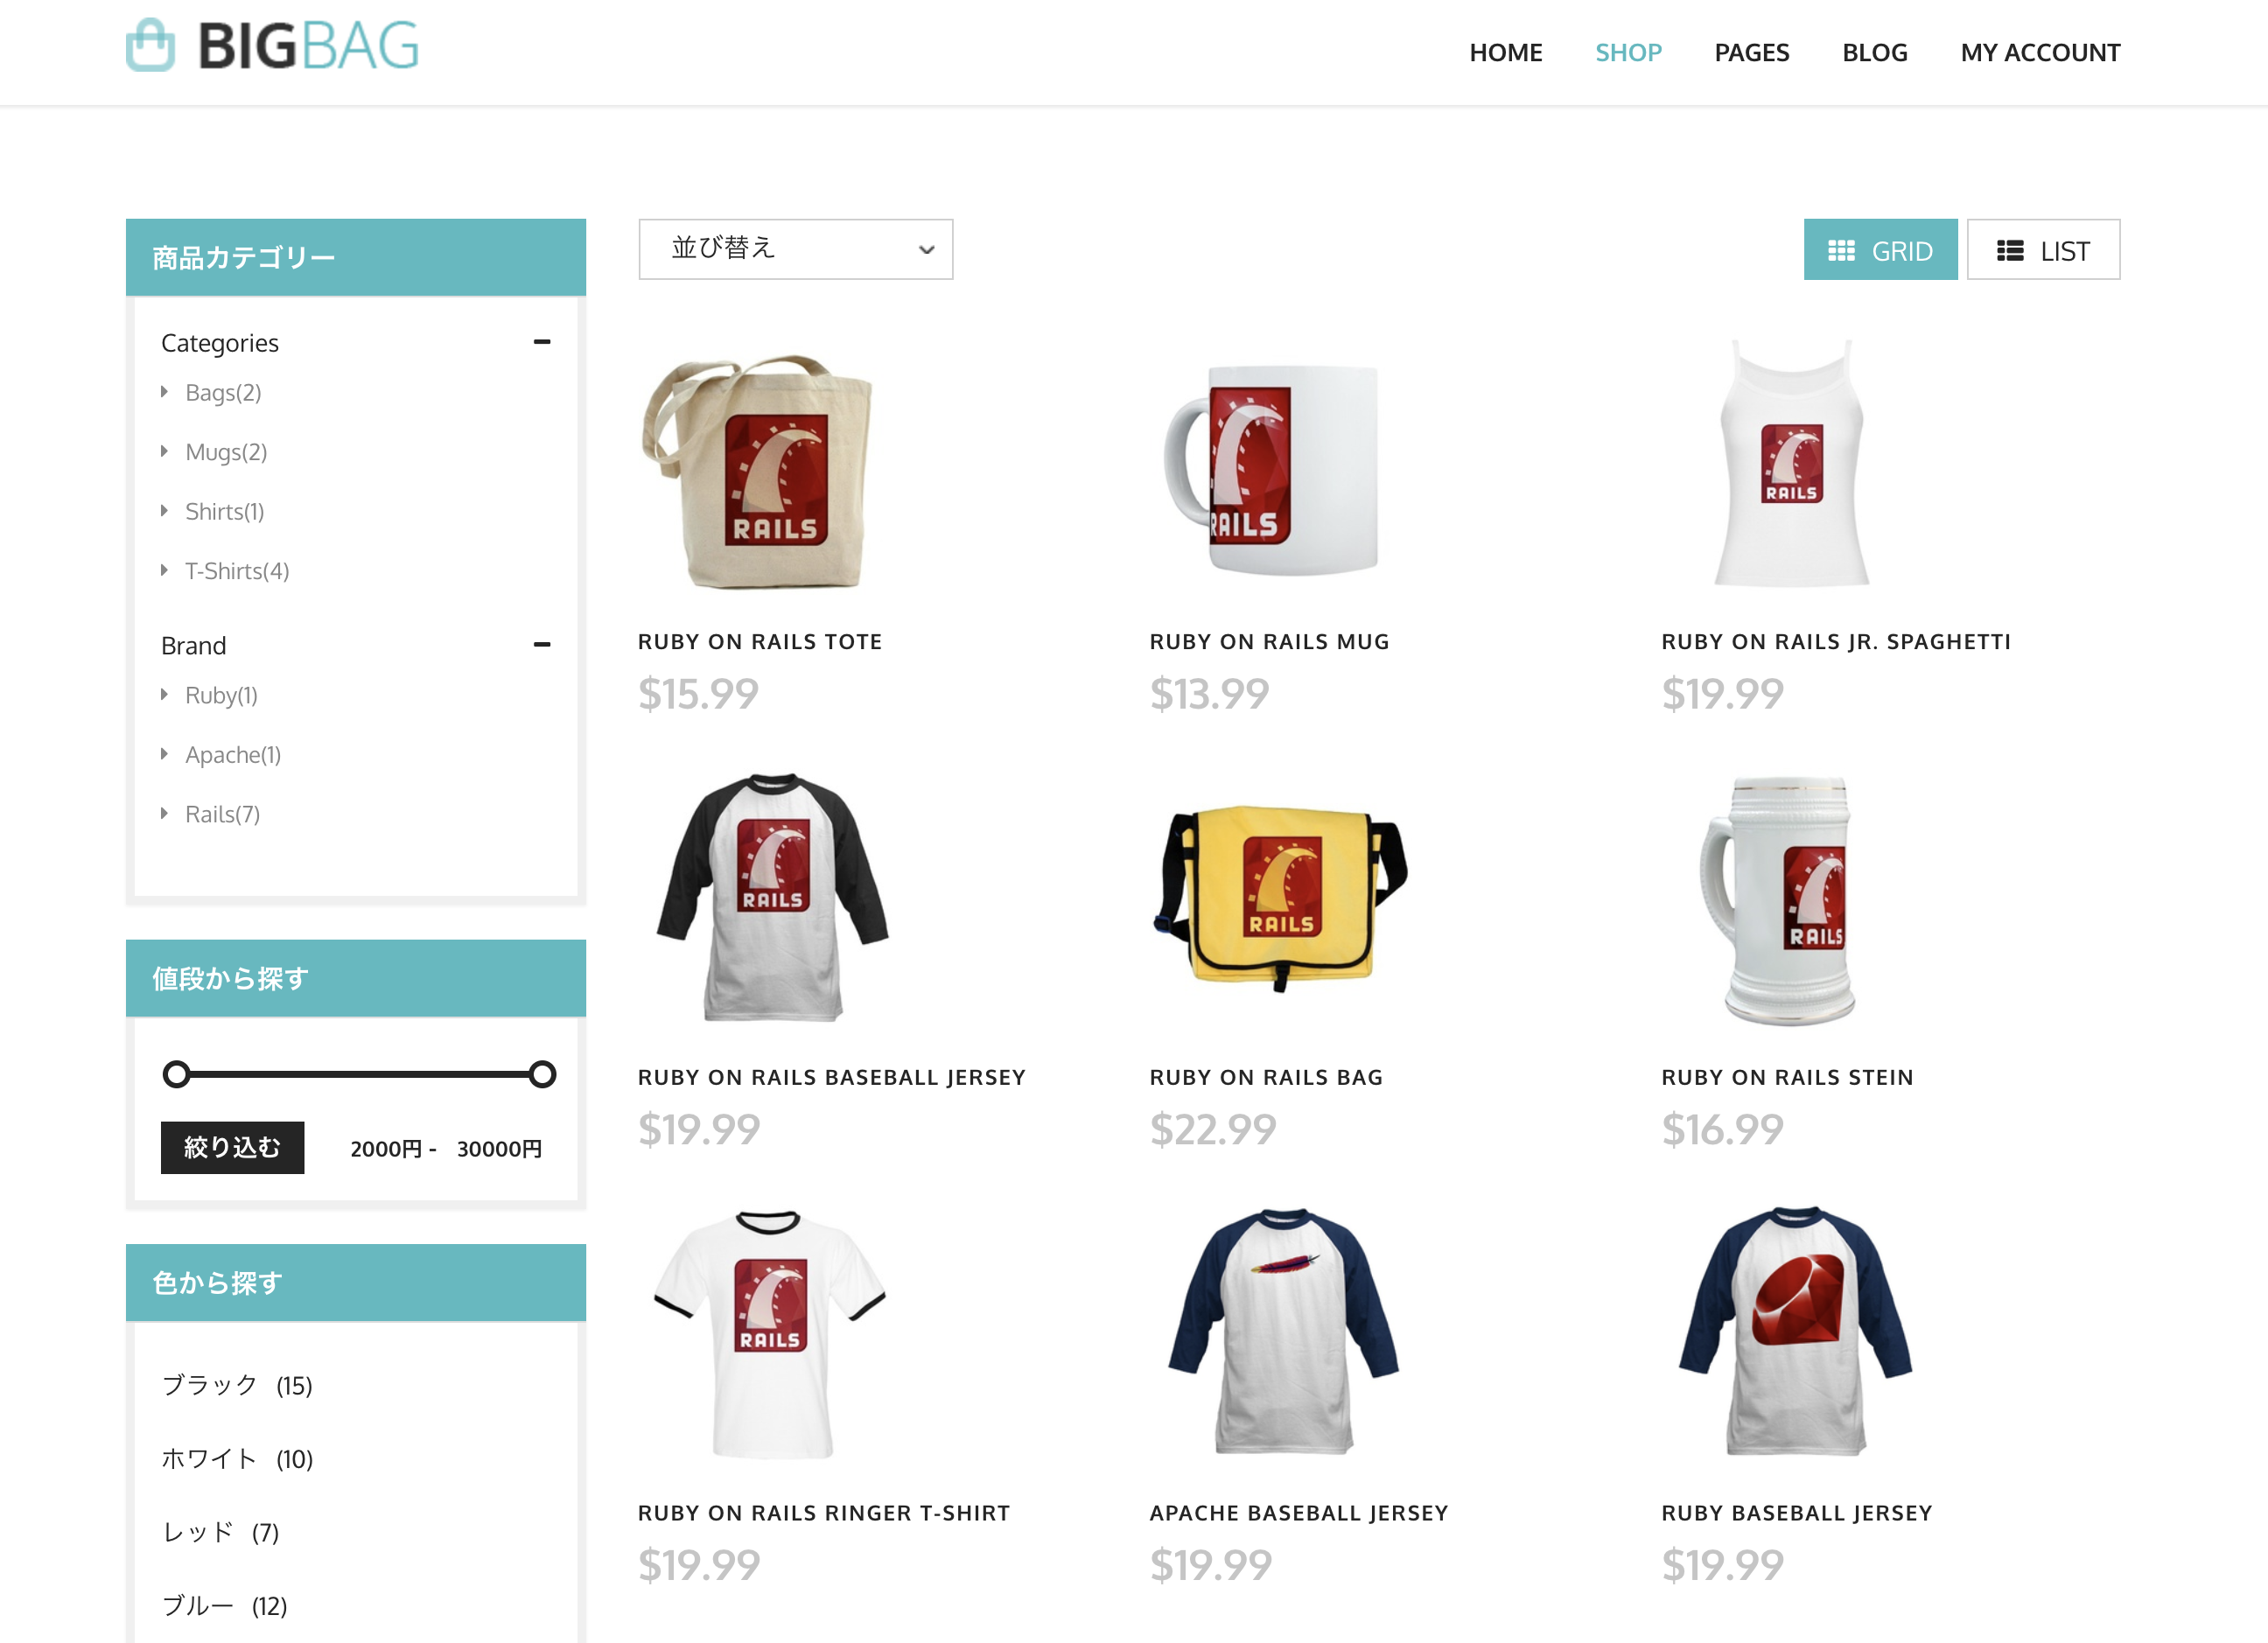 BIGBAG
HOME SHOP PAGES BLOG MY ACCOUNT
商品カテゴリー
Categories
Bags(2)
Mugs(2)
Shirts(1)
T-Shirts(4)
Brand
Ruby(1)
Apache(1)
Rails(7)
値段から探す
絞り込む 2000円 - 30000円
色から探す
ブラック (15)
ホワイト (10)
レッド (7)
ブルー (12)
並び替え GRID LIST
RAILS
RAILS
RAILS
RUBY ON RAILS TOTE
$15.99
RUBY ON RAILS MUG
$13.99
RUBY ON RAILS JR. SPAGHETTI
$19.99
RAILS
RAILS
RAILS
RUBY ON RAILS BASEBALL JERSEY
$19.99
RUBY ON RAILS BAG
$22.99
RUBY ON RAILS STEIN
$16.99
RAILS
RUBY ON RAILS RINGER T-SHIRT
$19.99
APACHE BASEBALL JERSEY
$19.99
RUBY BASEBALL JERSEY
$19.99